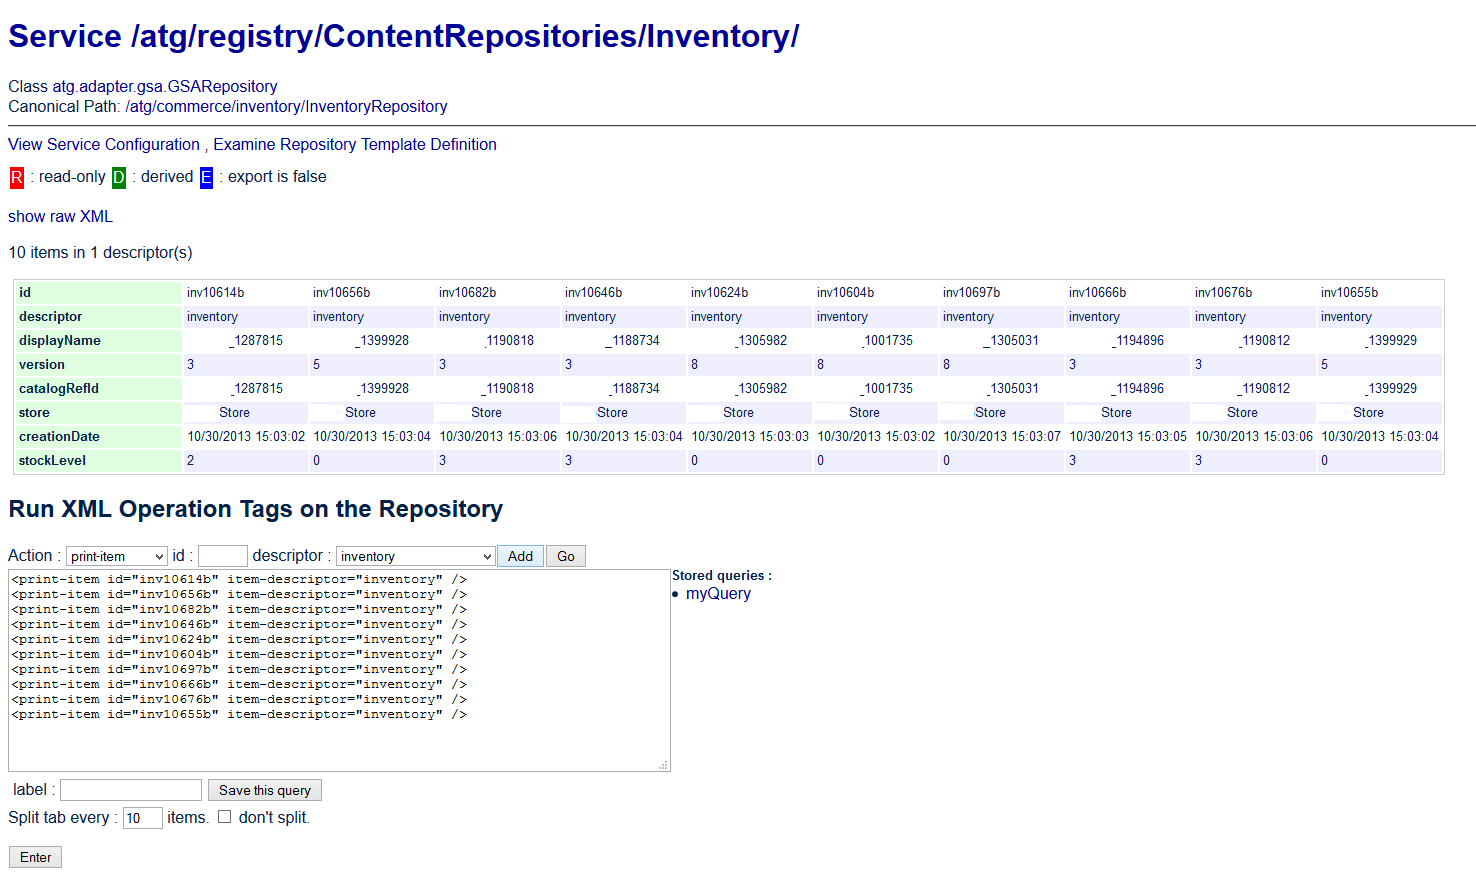 Service /atg/registry/ContentRepositories/Inventory/
Class atg.adapter.gsa.GSARepository
Canonical Path: /atg/commerce/inventory/InventoryRepository
View Service Configuration , Examine Repository Template Definition
R : read-only D : derived E : export is false
show raw XML
10 items in 1 descriptor(s)
id inv10614b inv10656b inv10682b inv10646b inv10624b inv10604b inv10697b inv10666b inv10676b inv10655b
descriptor inventory inventory inventory inventory inventory inventory inventory inventory inventory inventory
displayName _1287815 _1399928 _1190818 _1188734 _1305982 _1001735 _1305031 _1194896 _1190812 _1399929
version 3 5 3 3 8 8 8 3 3 5
catalogRefId _1287815 _1399928 _1190818 _1188734 _1305982 _1001735 _1305031 _1194896 _1190812 _1399929
store Store Store Store Store Store Store Store Store Store Store
creationDate 10/30/2013 15:03:02 10/30/2013 15:03:04 10/30/2013 15:03:06 10/30/2013 15:03:04 10/30/2013 15:03:03 10/30/2013 15:03:02 10/30/2013 15:03:07 10/30/2013 15:03:05 10/30/2013 15:03:06 10/30/2013 15:03:04
stockLevel 2 0 3 3 0 0 0 3 3 0
Run XML Operation Tags on the Repository
Action : print-item id : descriptor : inventory Add Go
<print-item id="inv10614b" item-descriptor="inventory" />
<print-item id="inv10656b" item-descriptor="inventory" />
<print-item id="inv10682b" item-descriptor="inventory" />
<print-item id="inv10646b" item-descriptor="inventory" />
<print-item id="inv10624b" item-descriptor="inventory" />
<print-item id="inv10604b" item-descriptor="inventory" />
<print-item id="inv10697b" item-descriptor="inventory" />
<print-item id="inv10666b" item-descriptor="inventory" />
<print-item id="inv10676b" item-descriptor="inventory" />
<print-item id="inv10655b" item-descriptor="inventory" />
Stored queries :
• myQuery
label : Save this query
Split tab every : 10 items. don't split.
Enter